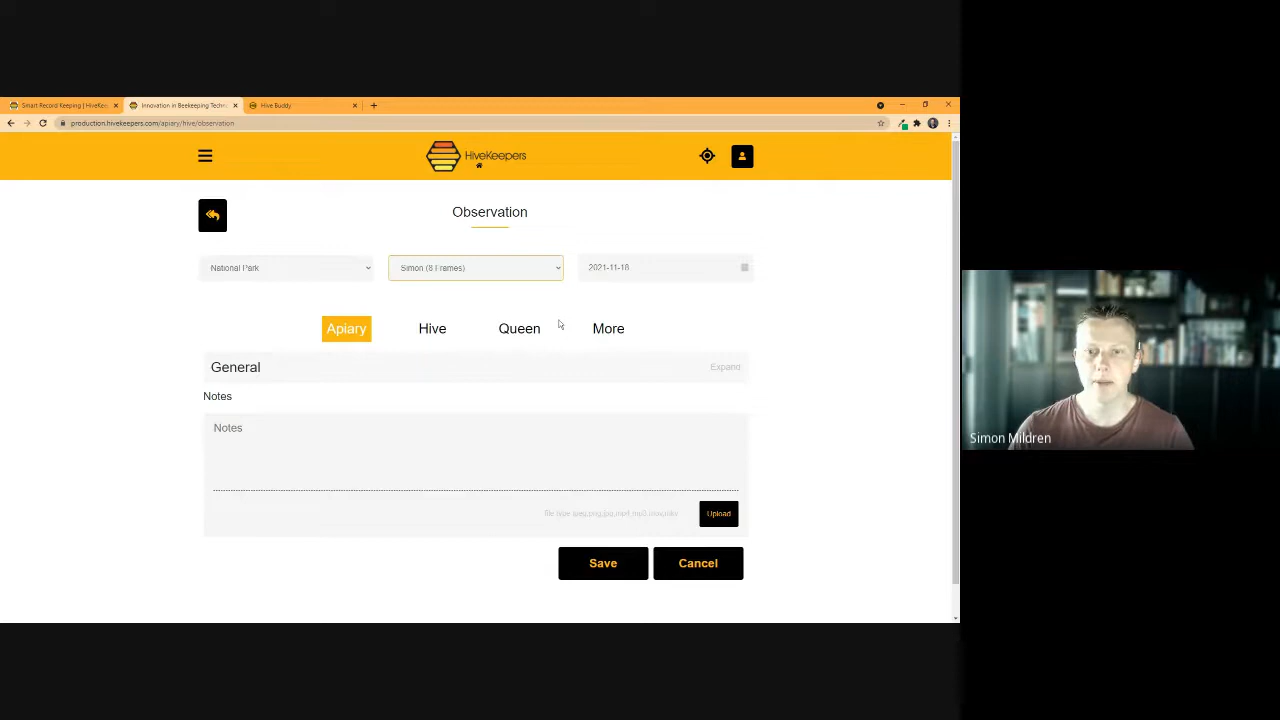 Smart Record Keeping | HiveKee
Innovation in Beekeeping Techn
Hive Buddy
production.hivekeepers.com/apiary/hive/observation
HiveKeepers
Observation
National Park
Simon (8 Frames)
2021-11-18
Apiary
Hive
Queen
More
General
Expand
Notes
Notes
Upload
Save
Cancel
Simon Mildren